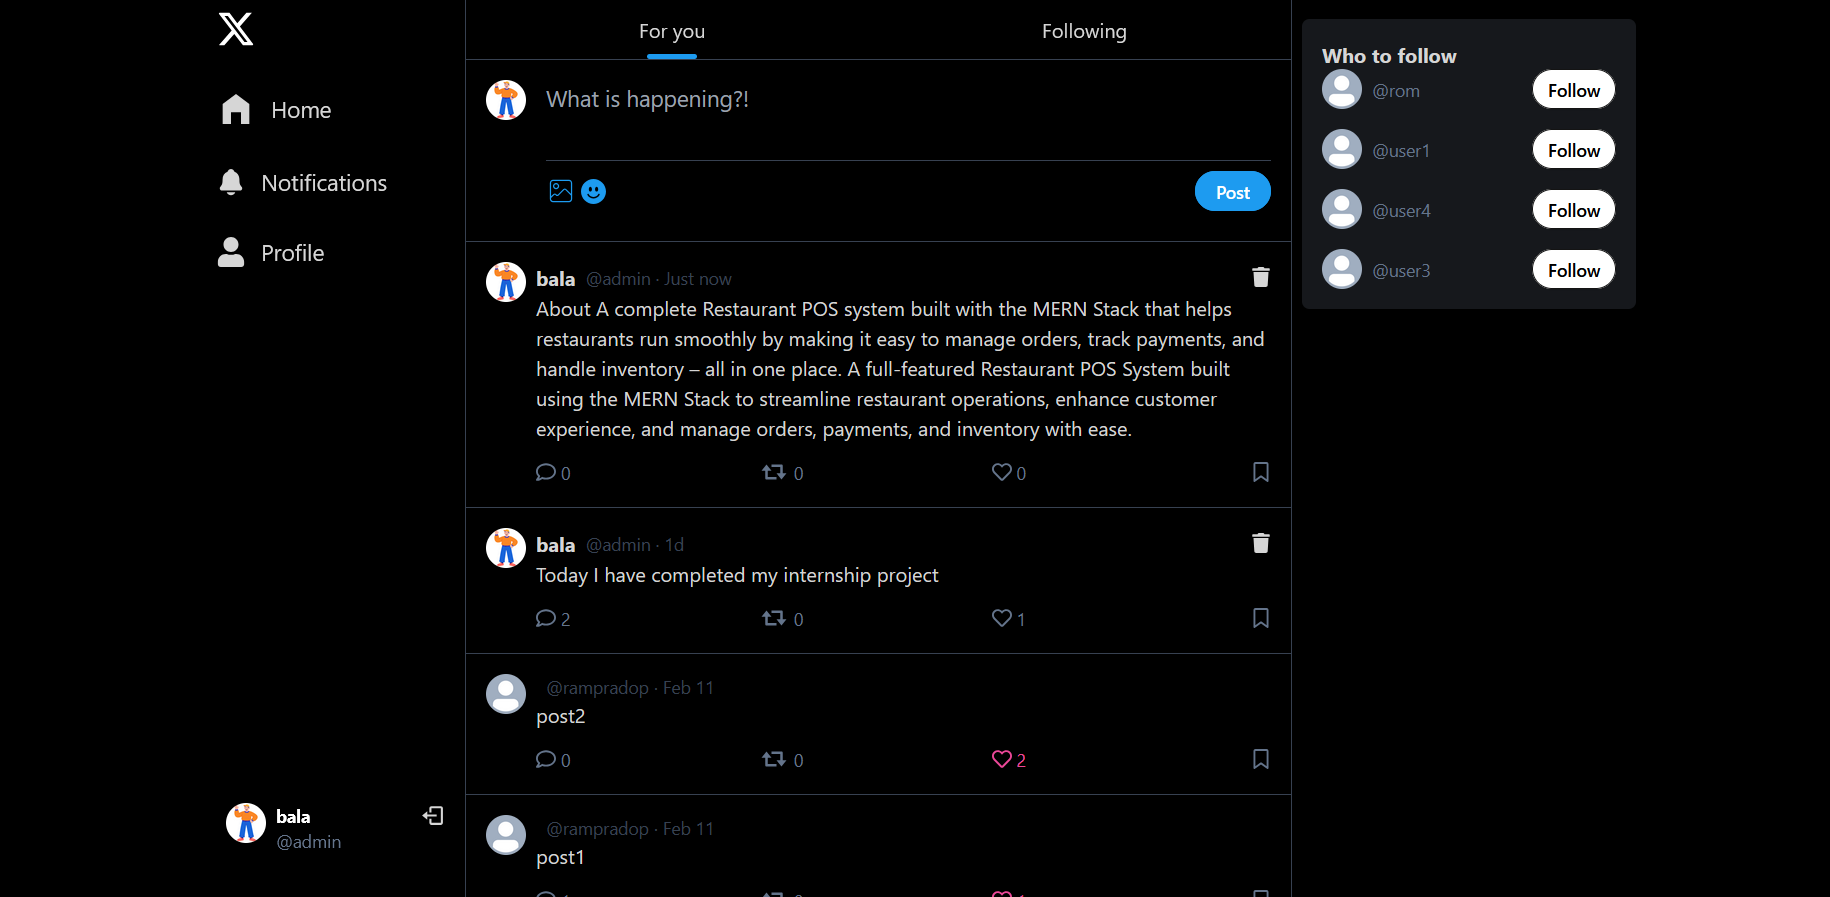 Home
Notifications
Profile
bala
@admin
For you
Following
What is happening?!
Post
bala @admin · Just now
About A complete Restaurant POS system built with the MERN Stack that helps
restaurants run smoothly by making it easy to manage orders, track payments, and
handle inventory – all in one place. A full-featured Restaurant POS System built
using the MERN Stack to streamline restaurant operations, enhance customer
experience, and manage orders, payments, and inventory with ease.
0 0 0
bala @admin · 1d
Today I have completed my internship project
2 0 1
@rampradop · Feb 11
post2
0 0 2
@rampradop · Feb 11
post1
Who to follow
@rom Follow
@user1 Follow
@user4 Follow
@user3 Follow